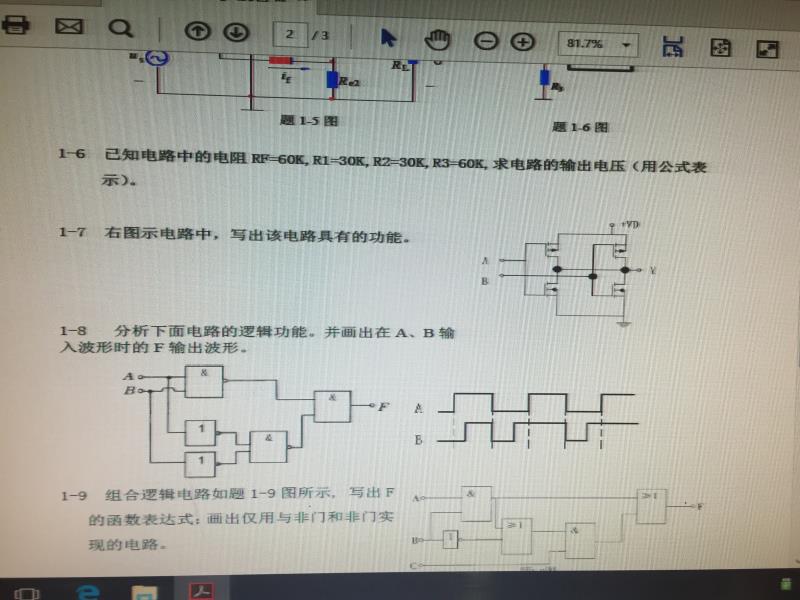 2 / 3
81.7%
if
Re2
RL
R3
题 1-5 图
题 1-6 图
1-6 已知电路中的电阻 RF=60K, R1=30K, R2=30K, R3=60K, 求电路的输出电压（用公式表
示）。
1-7 右图示电路中，写出该电路具有的功能。
+VD
A
B
Y
1-8 分析下面电路的逻辑功能。并画出在 A、B 输
入波形时的 F 输出波形。
A
B
&
&
F
1
&
1
A
B
1-9 组合逻辑电路如题 1-9 图所示，写出 F
的函数表达式；画出仅用与非门和非门实
现的电路。
A
&
≥1
F
B
1
≥1
&
C